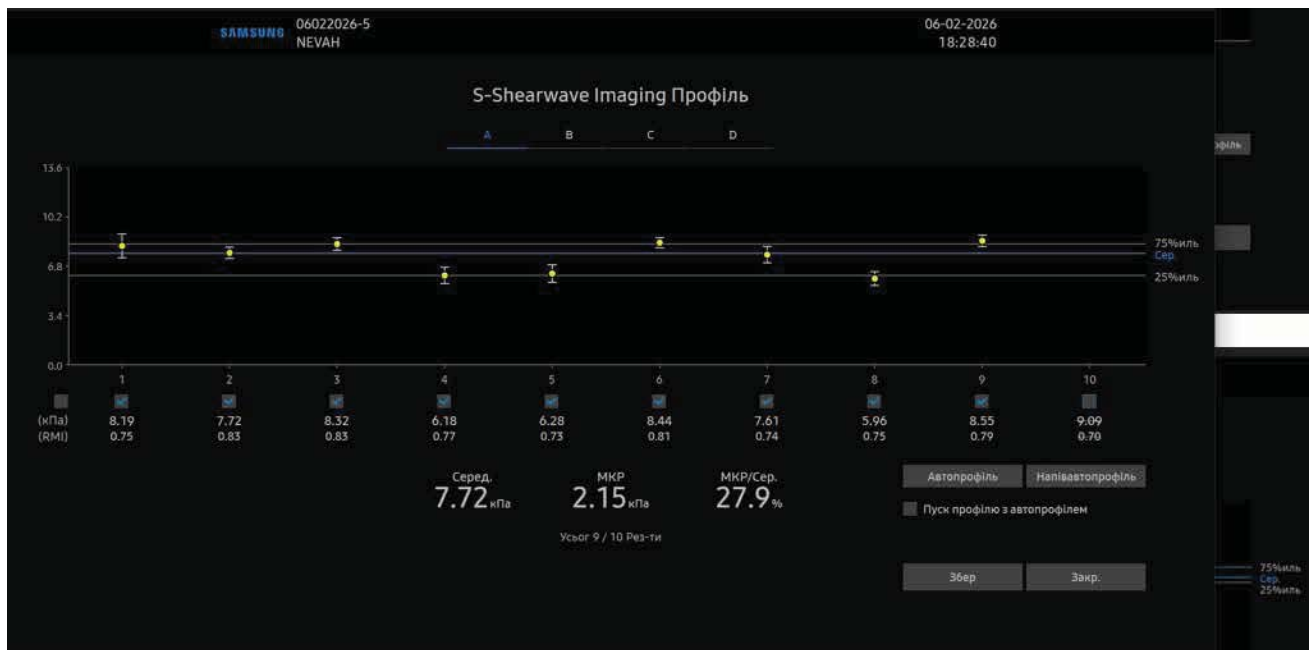 SAMSUNG 06022026-5 06-02-2026
NEVAH 18:28:40
S-Shearwave Imaging Профіль
A B C D
офіль
13.6
10.2
75%иль
Сер.
6.8
25%иль
3.4
0.0
1 2 3 4 5 6 7 8 9 10
(кПа) 8.19 7.72 8.32 6.18 6.28 8.44 7.61 5.96 8.55 9.09
(RMI) 0.75 0.83 0.83 0.77 0.73 0.81 0.74 0.75 0.79 0.70
Серед. МКР МКР/Сер.
7.72 кПа 2.15 кПа 27.9 %
Автопрофіль Напівавтопрофіль
Пуск профілю з автопрофілем
Усьог 9 / 10 Рез-ти
Збер Закр.
75%иль
Сер.
25%иль